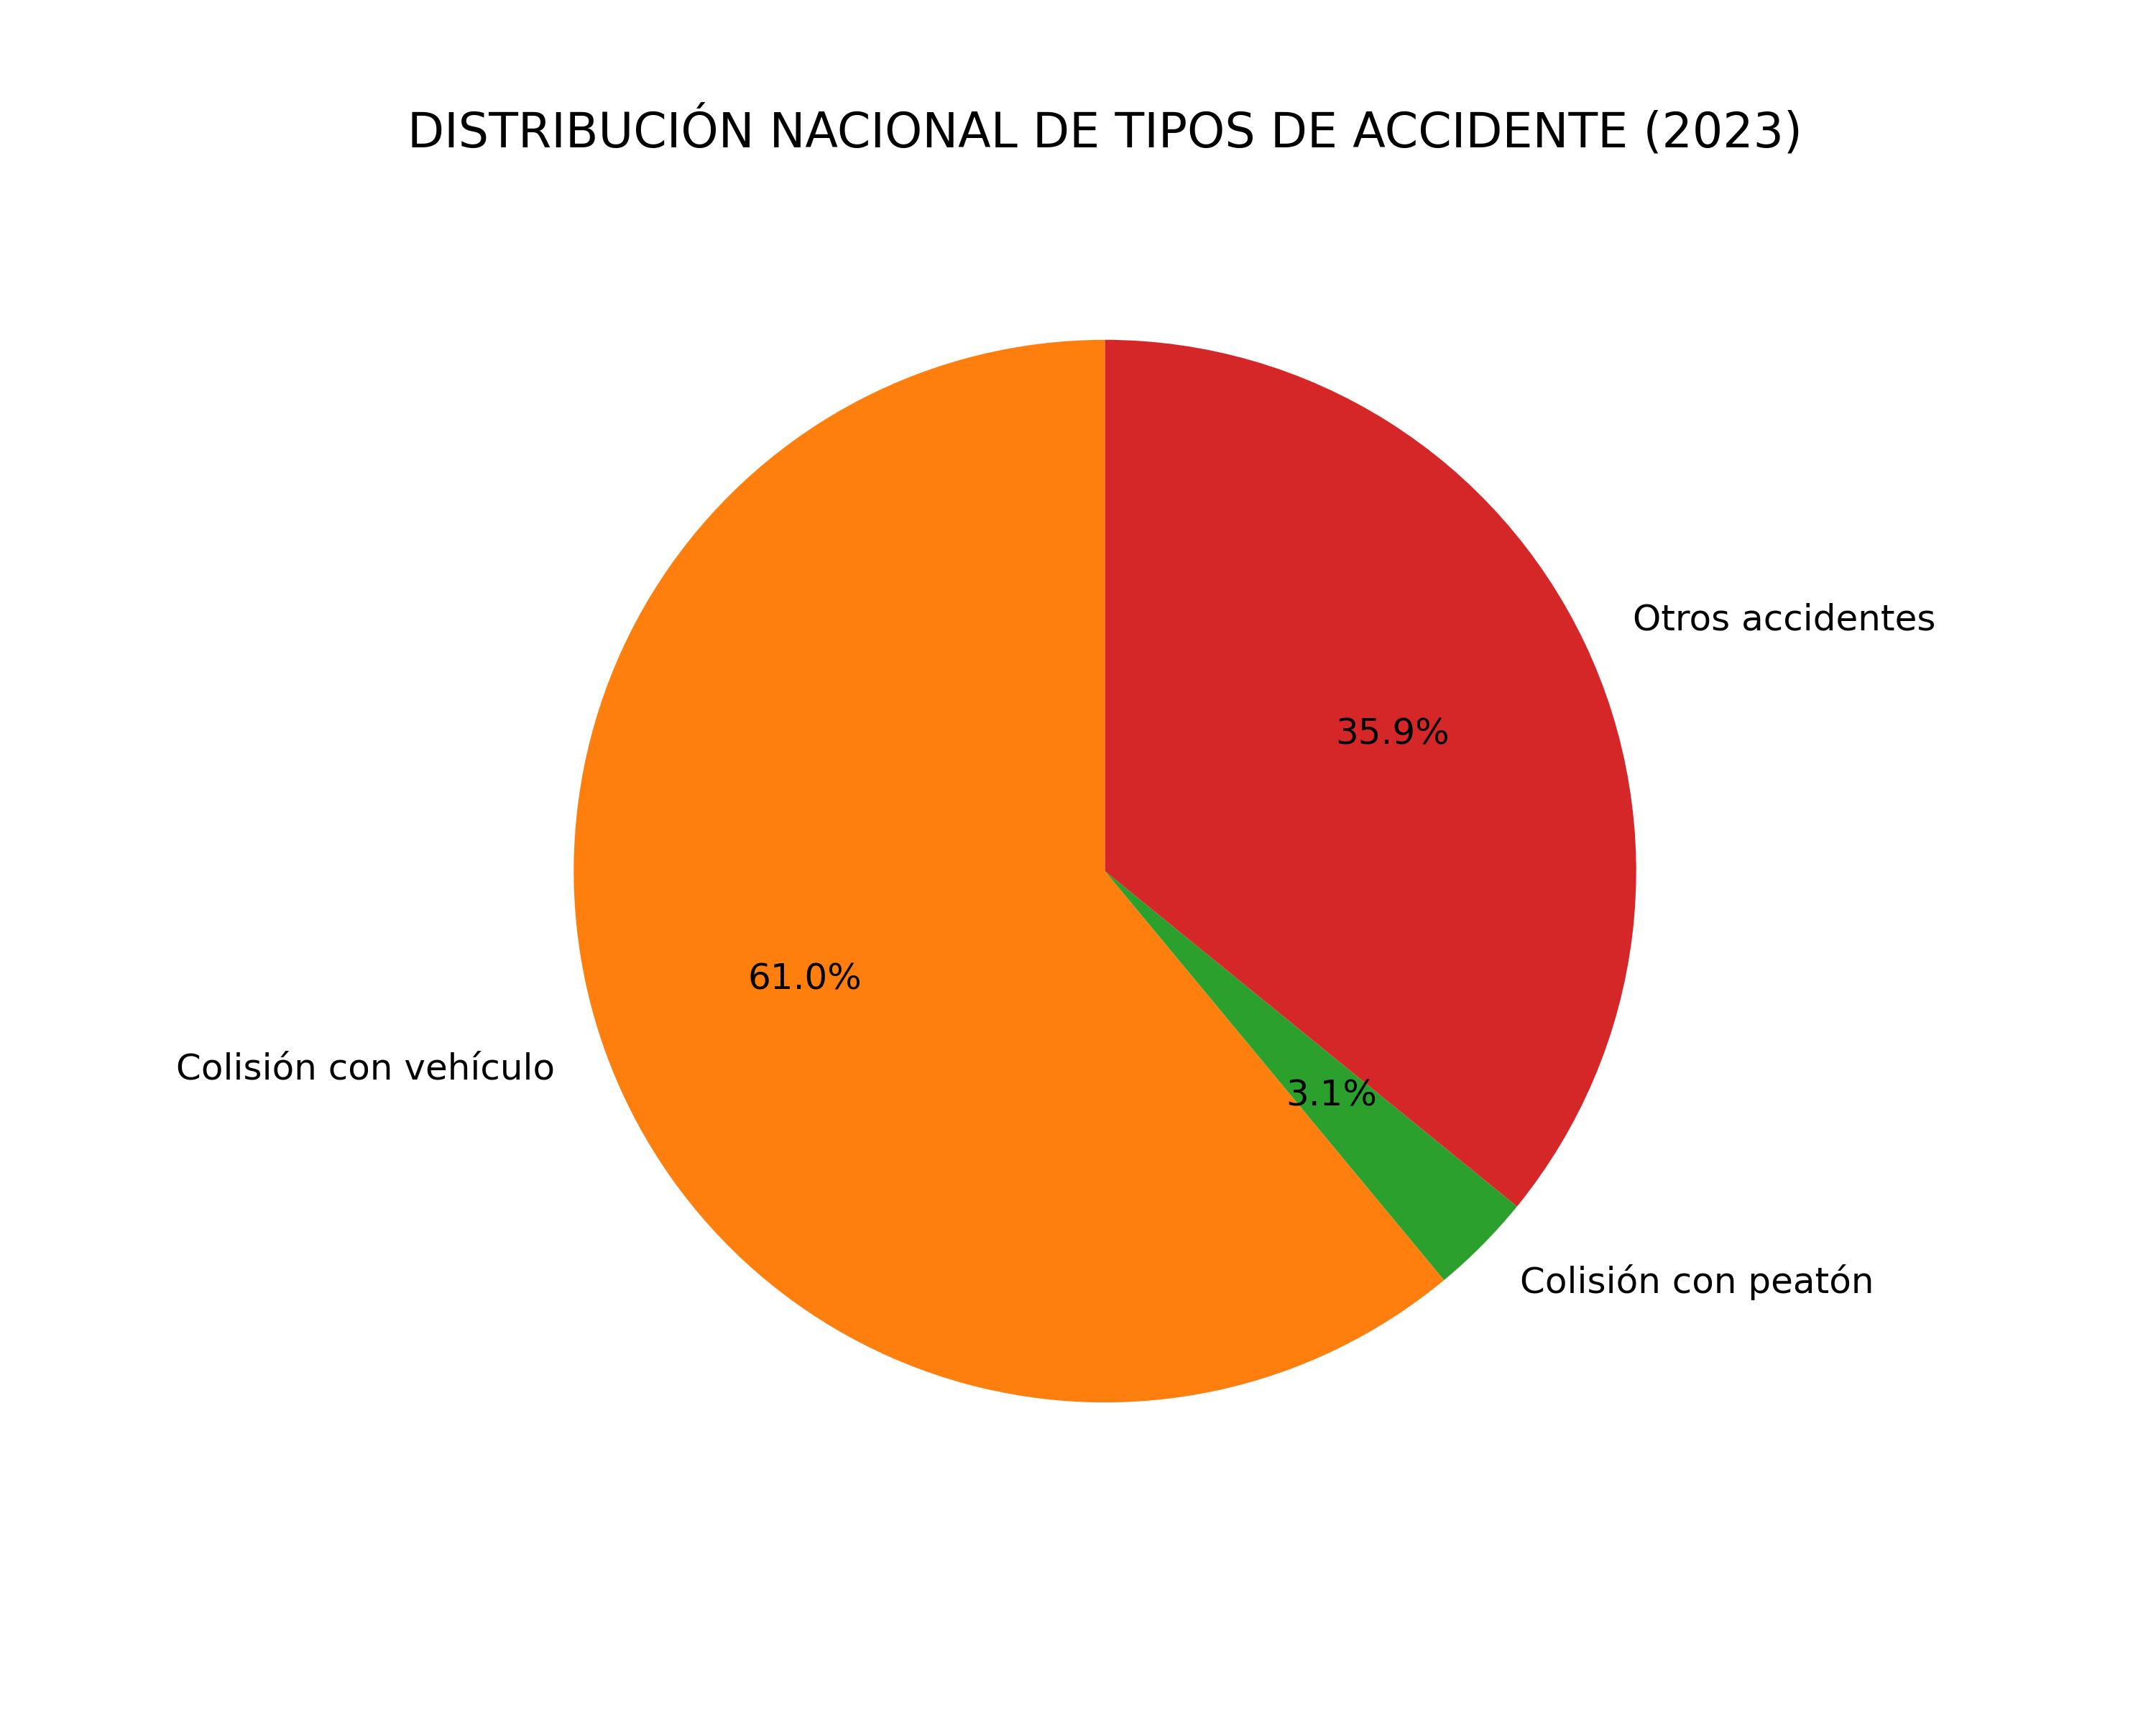 DISTRIBUCIÓN NACIONAL DE TIPOS DE ACCIDENTE (2023)
Otros accidentes
35.9%
61.0%
Colisión con vehículo
3.1%
Colisión con peatón